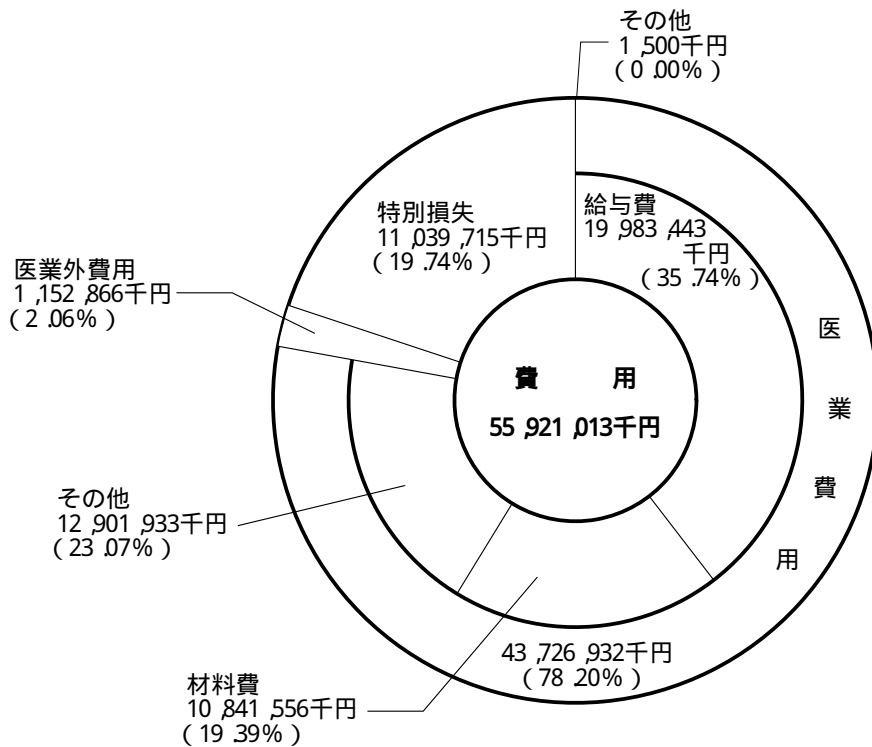 その他
1,500千円
(0.00%)
特別損失
11,039,715千円
(19.74%)
給与費
19,983,443
千円
(35.74%)
医業外費用
1,152,866千円
(2.06%)
医業費用
費 用
55,921,013千円
その他
12,901,933千円
(23.07%)
43,726,932千円
(78.20%)
材料費
10,841,556千円
(19.39%)